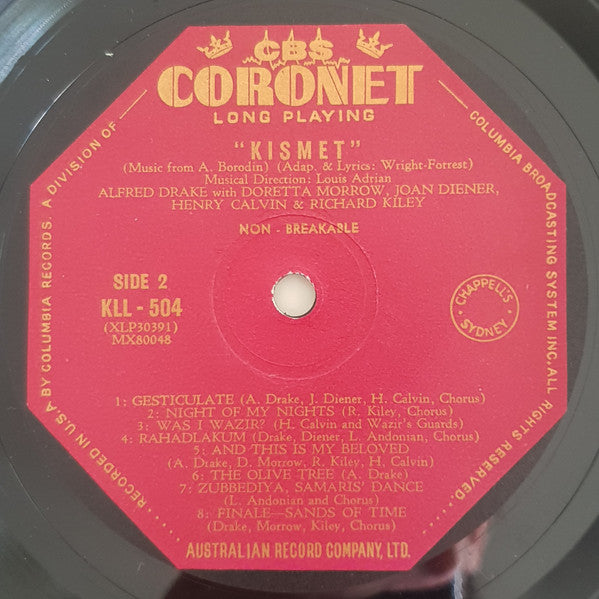 CBS
CORONET
LONG PLAYING
"KISMET"
(Music from A. Borodin) (Adap. & Lyrics: Wright-Forrest)
Musical Direction: Louis Adrian
ALFRED DRAKE with DORETTA MORROW, JOAN DIENER,
HENRY CALVIN & RICHARD KILEY
NON - BREAKABLE
SIDE 2
KLL - 504
(XLP30391)
MX80048
CHAPPELL'S
SYDNEY
1: GESTICULATE (A. Drake, J. Diener, H. Calvin, Chorus)
2: NIGHT OF MY NIGHTS (R. Kiley, Chorus)
3: WAS I WAZIR? (H. Calvin and Wazir's Guards)
4: RAHADLAKUM (Drake, Diener, L. Andonian, Chorus)
5: AND THIS IS MY BELOVED
(A. Drake, D. Morrow, R. Kiley, H. Calvin)
6: THE OLIVE TREE (A. Drake)
7: ZUBBEDIYA, SAMARIS' DANCE
(L. Andonian and Chorus)
8: FINALE—SANDS OF TIME
(Drake, Morrow, Kiley, Chorus)
RECORDED IN U.S.A BY COLUMBIA RECORDS. A DIVISION OF
COLUMBIA BROADCASTING SYSTEM INC. ALL RIGHTS RESERVED.
AUSTRALIAN RECORD COMPANY, LTD.